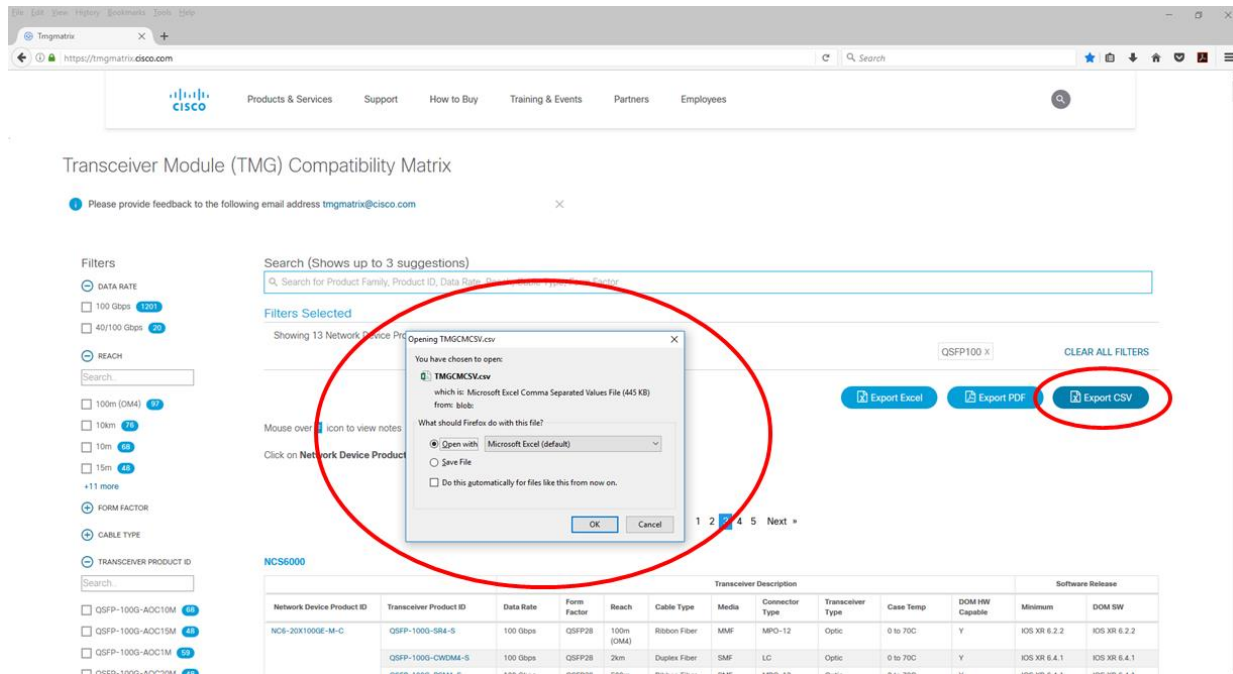 File Edit View History Bookmarks Tools Help
Tmgmatrix
https://tmgmatrix.cisco.com
Search
CISCO
Products & Services Support How to Buy Training & Events Partners Employees
Transceiver Module (TMG) Compatibility Matrix
Please provide feedback to the following email address tmgmatrix@cisco.com
Filters
DATA RATE
100 Gbps 1201
40/100 Gbps 20
REACH
Search..
100m (OM4) 97
10km 76
10m 68
15m 48
+11 more
FORM FACTOR
CABLE TYPE
TRANSCEIVER PRODUCT ID
Search..
QSFP-100G-AOC10M 68
QSFP-100G-AOC15M 48
QSFP-100G-AOC1M 59
Search (Shows up to 3 suggestions)
Search for Product Family, Product ID, Data Rate, Factor
Filters Selected
Showing 13 Network Device
QSFP100 x
CLEAR ALL FILTERS
Export Excel Export PDF Export CSV
Mouse over icon to view notes
Click on Network Device Product
Opening TMGCMCSV.csv
You have chosen to open:
TMGCMCSV.csv
which is: Microsoft Excel Comma Separated Values File (445 KB)
from: blob:
What should Firefox do with this file?
Open with Microsoft Excel (default)
Save File
Do this automatically for files like this from now on.
OK Cancel
1 2 3 4 5 Next »
NCS6000
Transceiver Description Software Release
Network Device Product ID Transceiver Product ID Data Rate Form Factor Reach Cable Type Media Connector Type Transceiver Type Case Temp DOM HW Capable Minimum DOM SW
NC6-20X100GE-M-C QSFP-100G-SR4-S 100 Gbps QSFP28 100m (OM4) Ribbon Fiber MMF MPO-12 Optic 0 to 70C Y IOS XR 6.2.2 IOS XR 6.2.2
QSFP-100G-CWDM4-S 100 Gbps QSFP28 2km Duplex Fiber SMF LC Optic 0 to 70C Y IOS XR 6.4.1 IOS XR 6.4.1